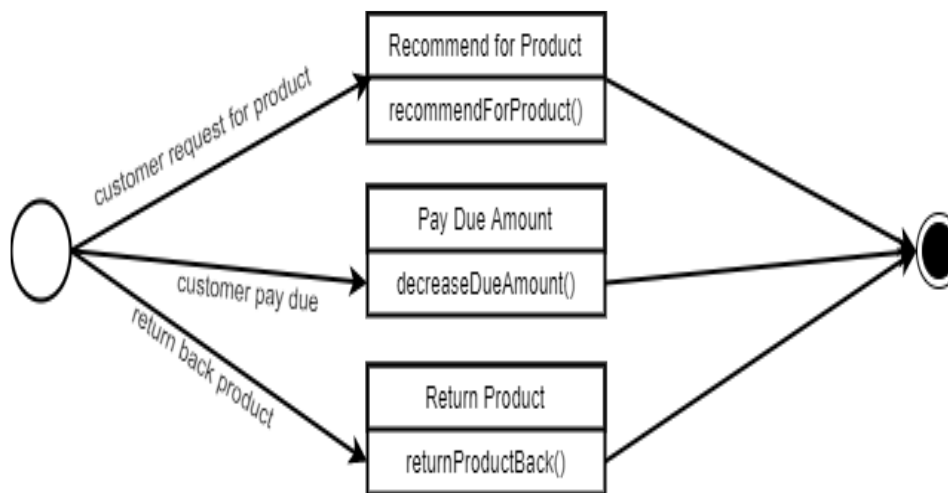 Recommend for Product
recommendForProduct()
customer request for product
Pay Due Amount
decreaseDueAmount()
customer pay due
return back product
Return Product
returnProductBack()